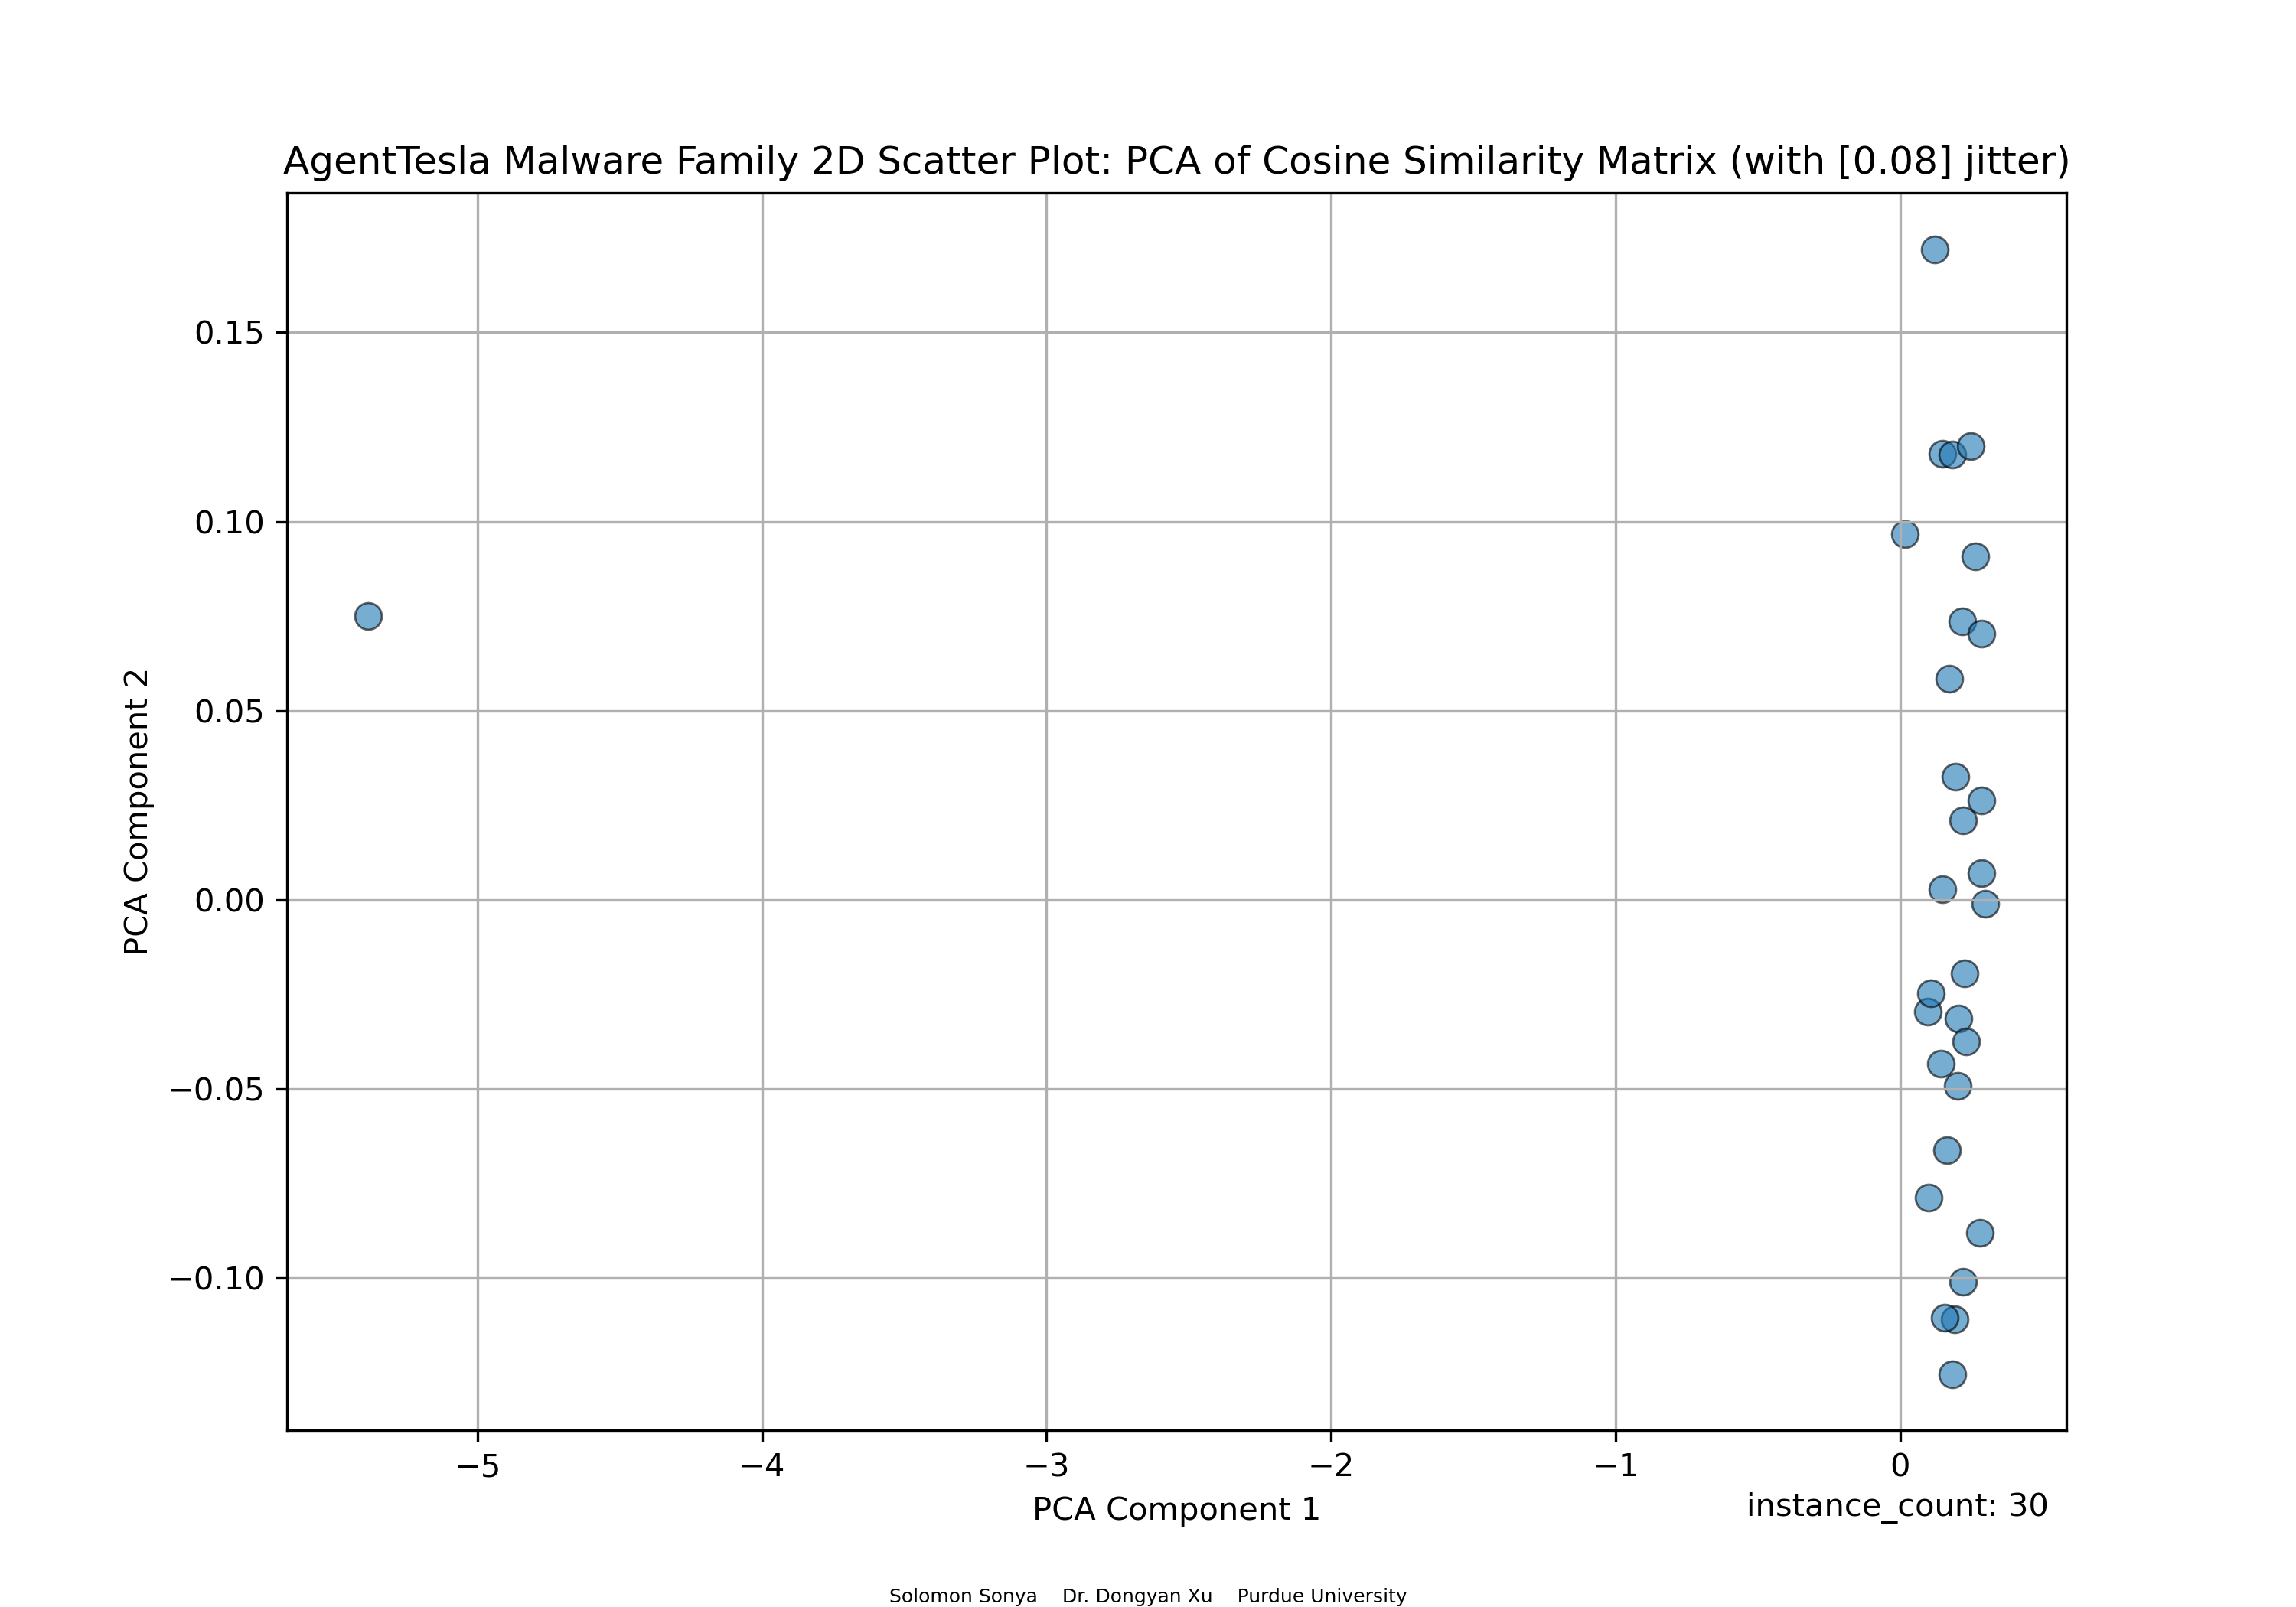 AgentTesla Malware Family 2D Scatter Plot: PCA of Cosine Similarity Matrix (with [0.08] jitter)
PCA Component 2
0.15
0.10
0.05
0.00
−0.05
−0.10
−5 −4 −3 −2 −1 0
PCA Component 1
instance_count: 30
Solomon Sonya Dr. Dongyan Xu Purdue University